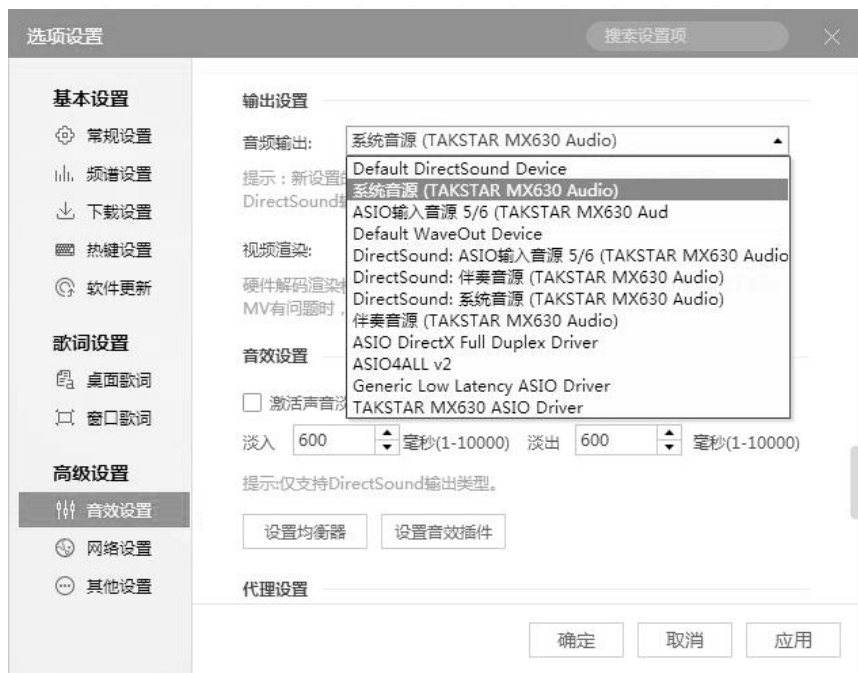 选项设置
搜索设置项
基本设置
常规设置
频谱设置
下载设置
热键设置
软件更新
歌词设置
桌面歌词
窗口歌词
高级设置
音效设置
网络设置
其他设置
输出设置
音频输出: 系统音源 (TAKSTAR MX630 Audio)
提示：新设置
DirectSound
Default DirectSound Device
系统音源 (TAKSTAR MX630 Audio)
ASIO输入音源 5/6 (TAKSTAR MX630 Aud
Default WaveOut Device
DirectSound: ASIO输入音源 5/6 (TAKSTAR MX630 Audio
DirectSound: 伴奏音源 (TAKSTAR MX630 Audio)
DirectSound: 系统音源 (TAKSTAR MX630 Audio)
伴奏音源 (TAKSTAR MX630 Audio)
ASIO DirectX Full Duplex Driver
ASIO4ALL v2
Generic Low Latency ASIO Driver
TAKSTAR MX630 ASIO Driver
视频渲染:
硬件解码渲染
MV有问题时，
音效设置
激活声音淡
淡入 600 毫秒(1-10000) 淡出 600 毫秒(1-10000)
提示:仅支持DirectSound输出类型。
设置均衡器 设置音效插件
代理设置
确定 取消 应用